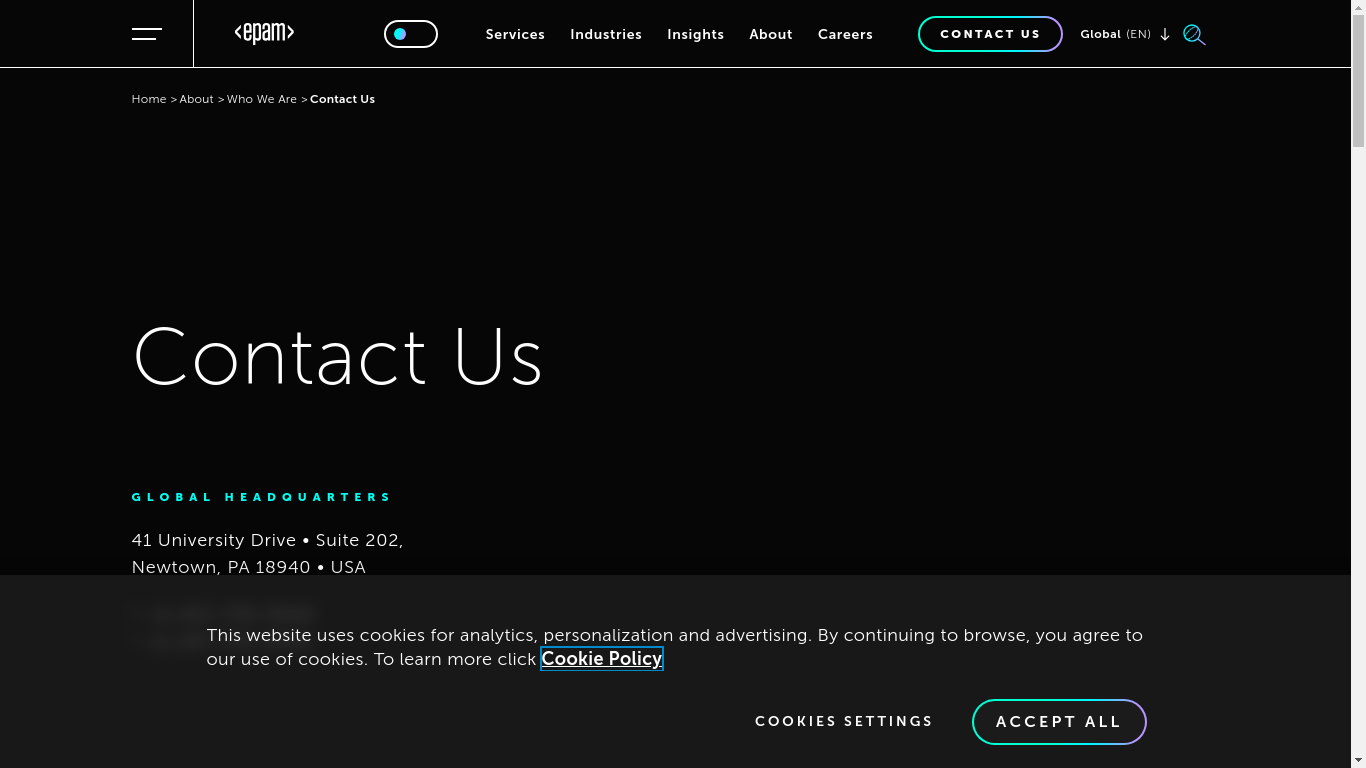 <epam>
Services Industries Insights About Careers
CONTACT US
Global (EN)
Home > About > Who We Are > Contact Us
Contact Us
GLOBAL HEADQUARTERS
41 University Drive • Suite 202,
Newtown, PA 18940 • USA
This website uses cookies for analytics, personalization and advertising. By continuing to browse, you agree to
our use of cookies. To learn more click Cookie Policy
COOKIES SETTINGS
ACCEPT ALL